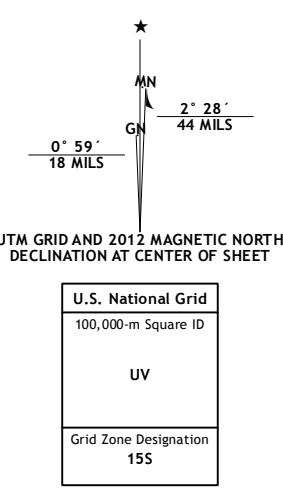 ★
MN
2° 28´
44 MILS
GN
0° 59´
18 MILS
UTM GRID AND 2012 MAGNETIC NORTH
DECLINATION AT CENTER OF SHEET
U.S. National Grid
100,000-m Square ID
UV
Grid Zone Designation
15S